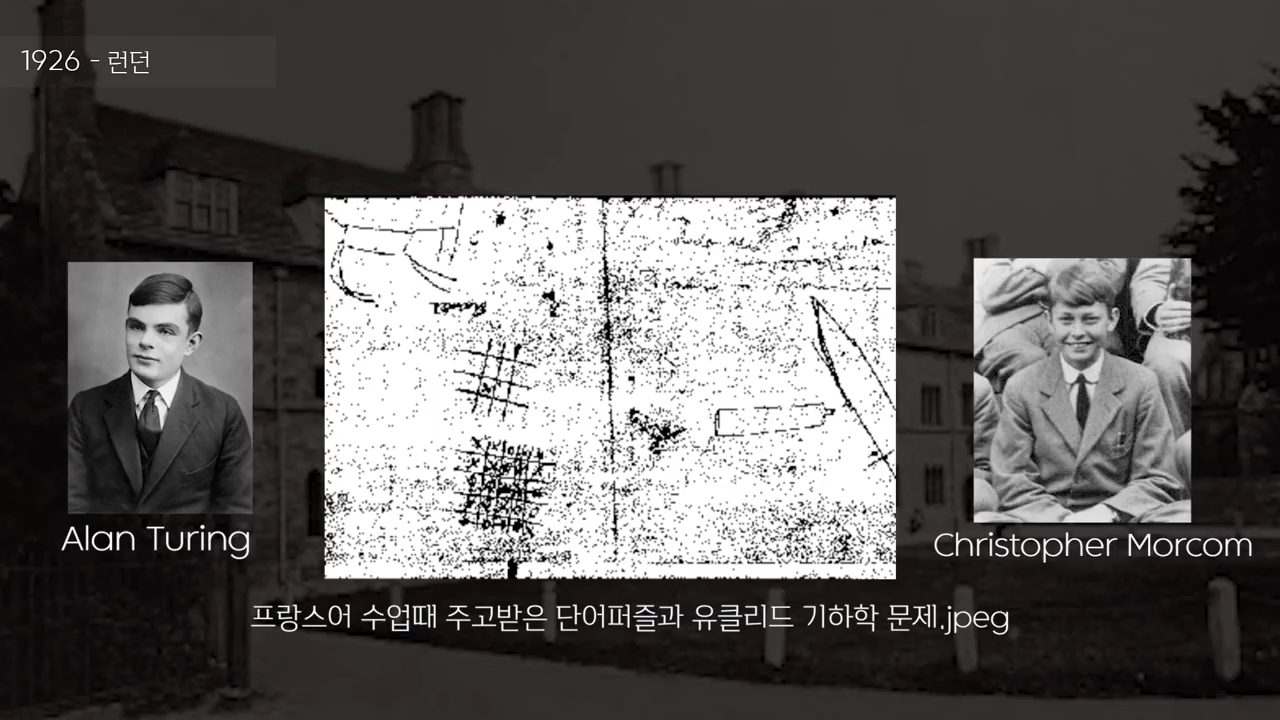 1926 - 런던
Alan Turing
Christopher Morcom
프랑스어 수업때 주고받은 단어퍼즐과 유클리드 기하학 문제.jpeg